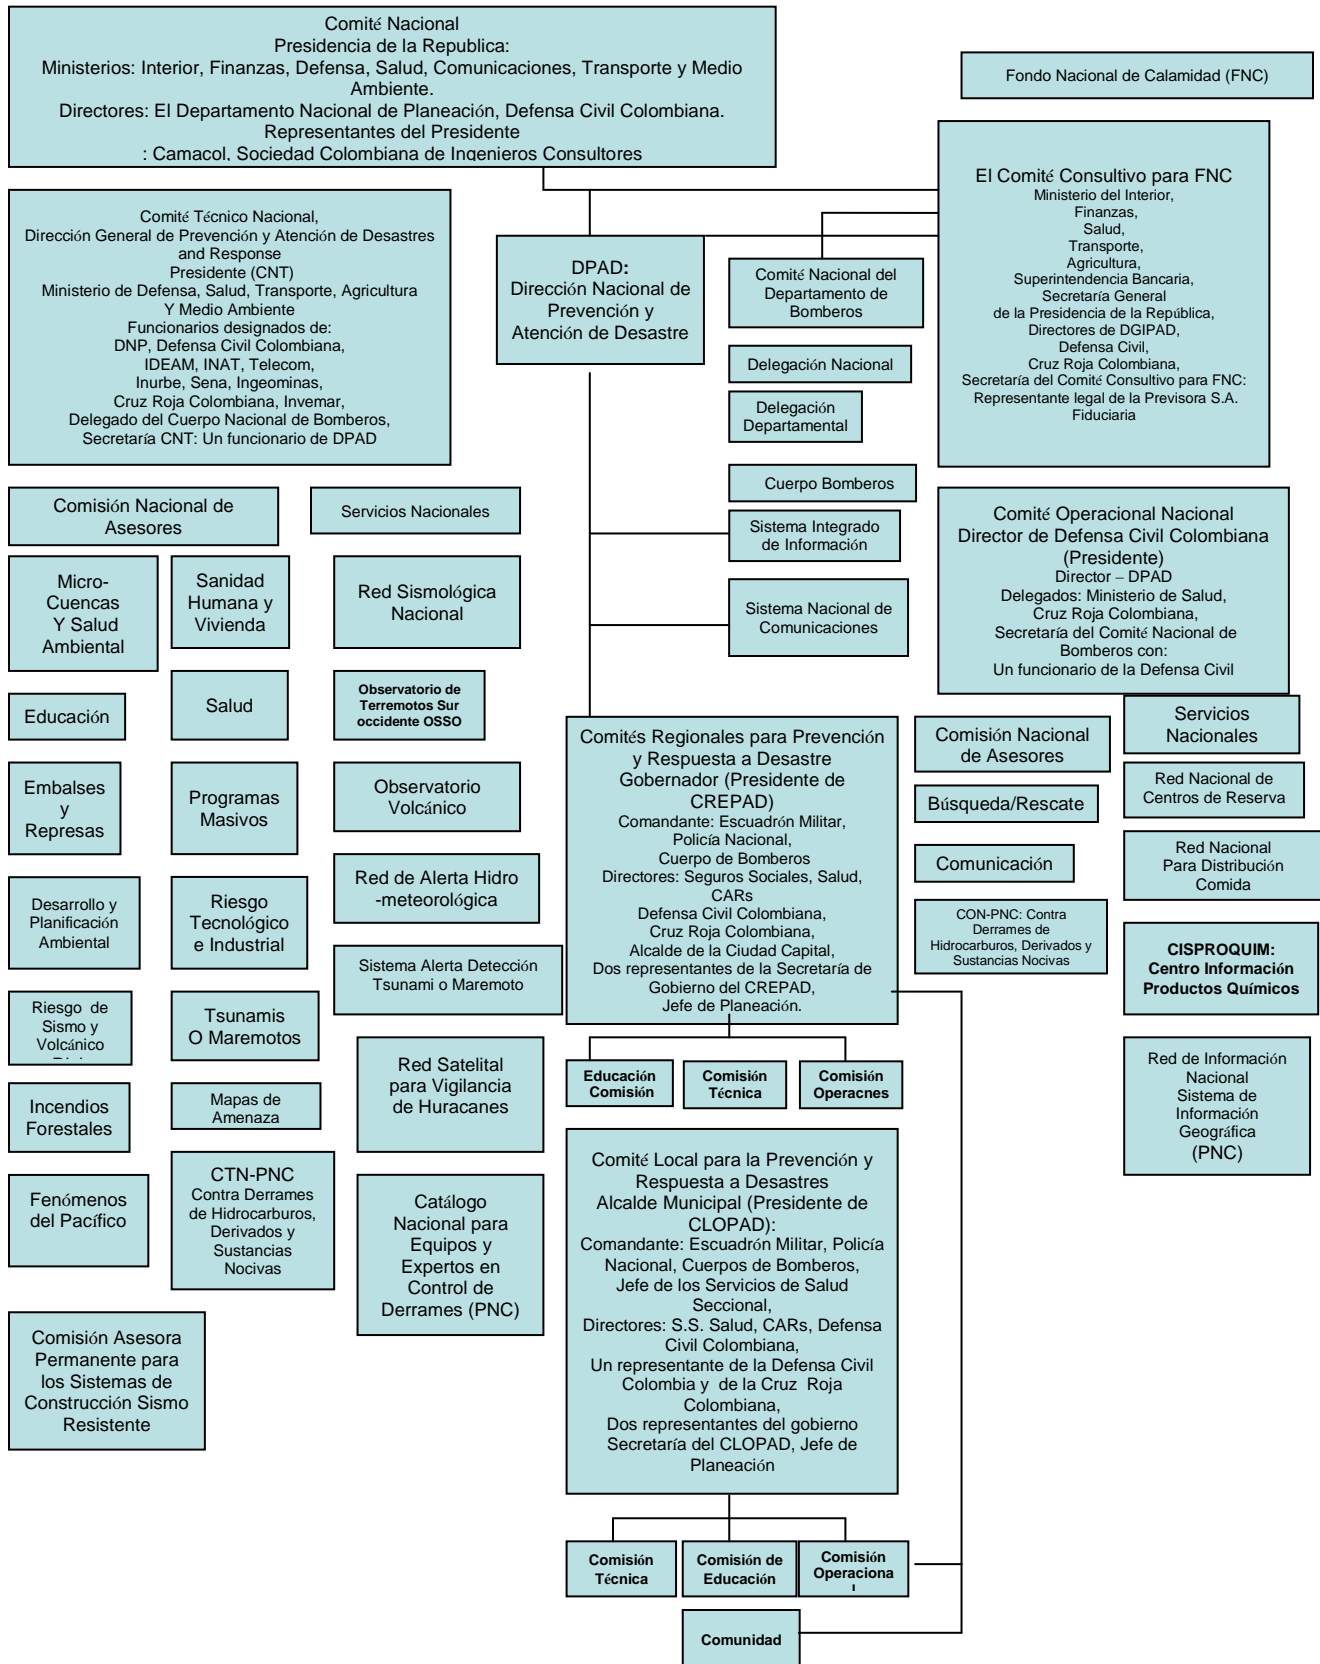 Comité Nacional
Presidencia de la Republica:
Ministerios: Interior, Finanzas, Defensa, Salud, Comunicaciones, Transporte y Medio
Ambiente.
Directores: El Departamento Nacional de Planeación, Defensa Civil Colombiana.
Representantes del Presidente
: Camacol, Sociedad Colombiana de Ingenieros Consultores
Fondo Nacional de Calamidad (FNC)
El Comité Consultivo para FNC
Ministerio del Interior,
Finanzas,
Salud,
Transporte,
Agricultura,
Superintendencia Bancaria,
Secretaría General
de la Presidencia de la República,
Directores de DGIPAD,
Defensa Civil,
Cruz Roja Colombiana,
Secretaría del Comité Consultivo para FNC:
Representante legal de la Previsora S.A.
Fiduciaria
Comité Técnico Nacional,
Dirección General de Prevención y Atención de Desastres
and Response
Presidente (CNT)
Ministerio de Defensa, Salud, Transporte, Agricultura
Y Medio Ambiente
Funcionarios designados de:
DNP, Defensa Civil Colombiana,
IDEAM, INAT, Telecom,
Inurbe, Sena, Ingeominas,
Cruz Roja Colombiana, Invemar,
Delegado del Cuerpo Nacional de Bomberos,
Secretaría CNT: Un funcionario de DPAD
DPAD:
Dirección Nacional de
Prevención y
Atención de Desastre
Comité Nacional del
Departamento de
Bomberos
Delegación Nacional
Delegación
Departamental
Cuerpo Bomberos
Sistema Integrado
de Información
Sistema Nacional de
Comunicaciones
Comité Operacional Nacional
Director de Defensa Civil Colombiana
(Presidente)
Director – DPAD
Delegados: Ministerio de Salud,
Cruz Roja Colombiana,
Secretaría del Comité Nacional de
Bomberos con:
Un funcionario de la Defensa Civil
Comisión Nacional de
Asesores
Servicios Nacionales
Micro-
Cuencas
Y Salud
Ambiental
Sanidad
Humana y
Vivienda
Red Sismológica
Nacional
Educación
Salud
Observatorio de
Terremotos Sur
occidente OSSO
Embalses
y
Represas
Programas
Masivos
Observatorio
Volcánico
Desarrollo y
Planificación
Ambiental
Riesgo
Tecnológico
e Industrial
Red de Alerta Hidro
-meteorológica
Sistema Alerta Detección
Tsunami o Maremoto
Riesgo de
Sismo y
Volcánico
Tsunamis
O Maremotos
Red Satelital
para Vigilancia
de Huracanes
Incendios
Forestales
Mapas de
Amenaza
Fenómenos
del Pacífico
CTN-PNC
Contra Derrames
de Hidrocarburos,
Derivados y
Sustancias
Nocivas
Catálogo
Nacional para
Equipos y
Expertos en
Control de
Derrames (PNC)
Comisión Asesora
Permanente para
los Sistemas de
Construcción Sismo
Resistente
Comités Regionales para Prevención
y Respuesta a Desastre
Gobernador (Presidente de
CREPAD)
Comandante: Escuadrón Militar,
Policía Nacional,
Cuerpo de Bomberos
Directores: Seguros Sociales, Salud,
CARs
Defensa Civil Colombiana,
Cruz Roja Colombiana,
Alcalde de la Ciudad Capital,
Dos representantes de la Secretaría de
Gobierno del CREPAD,
Jefe de Planeación.
Comisión Nacional
de Asesores
Búsqueda/Rescate
Comunicación
CON-PNC: Contra
Derrames de
Hidrocarburos, Derivados y
Sustancias Nocivas
Servicios
Nacionales
Red Nacional de
Centros de Reserva
Red Nacional
Para Distribución
Comida
CISPROQUIM:
Centro Información
Productos Químicos
Red de Información
Nacional
Sistema de
Información
Geográfica
(PNC)
Educación
Comisión
Comisión
Técnica
Comisión
Operacnes
Comité Local para la Prevención y
Respuesta a Desastres
Alcalde Municipal (Presidente de
CLOPAD):
Comandante: Escuadrón Militar, Policía
Nacional, Cuerpos de Bomberos,
Jefe de los Servicios de Salud
Seccional,
Directores: S.S. Salud, CARs, Defensa
Civil Colombiana,
Un representante de la Defensa Civil
Colombia y de la Cruz Roja
Colombiana,
Dos representantes del gobierno
Secretaría del CLOPAD, Jefe de
Planeación
Comisión
Técnica
Comisión de
Educación
Comisión
Operaciona
l
Comunidad